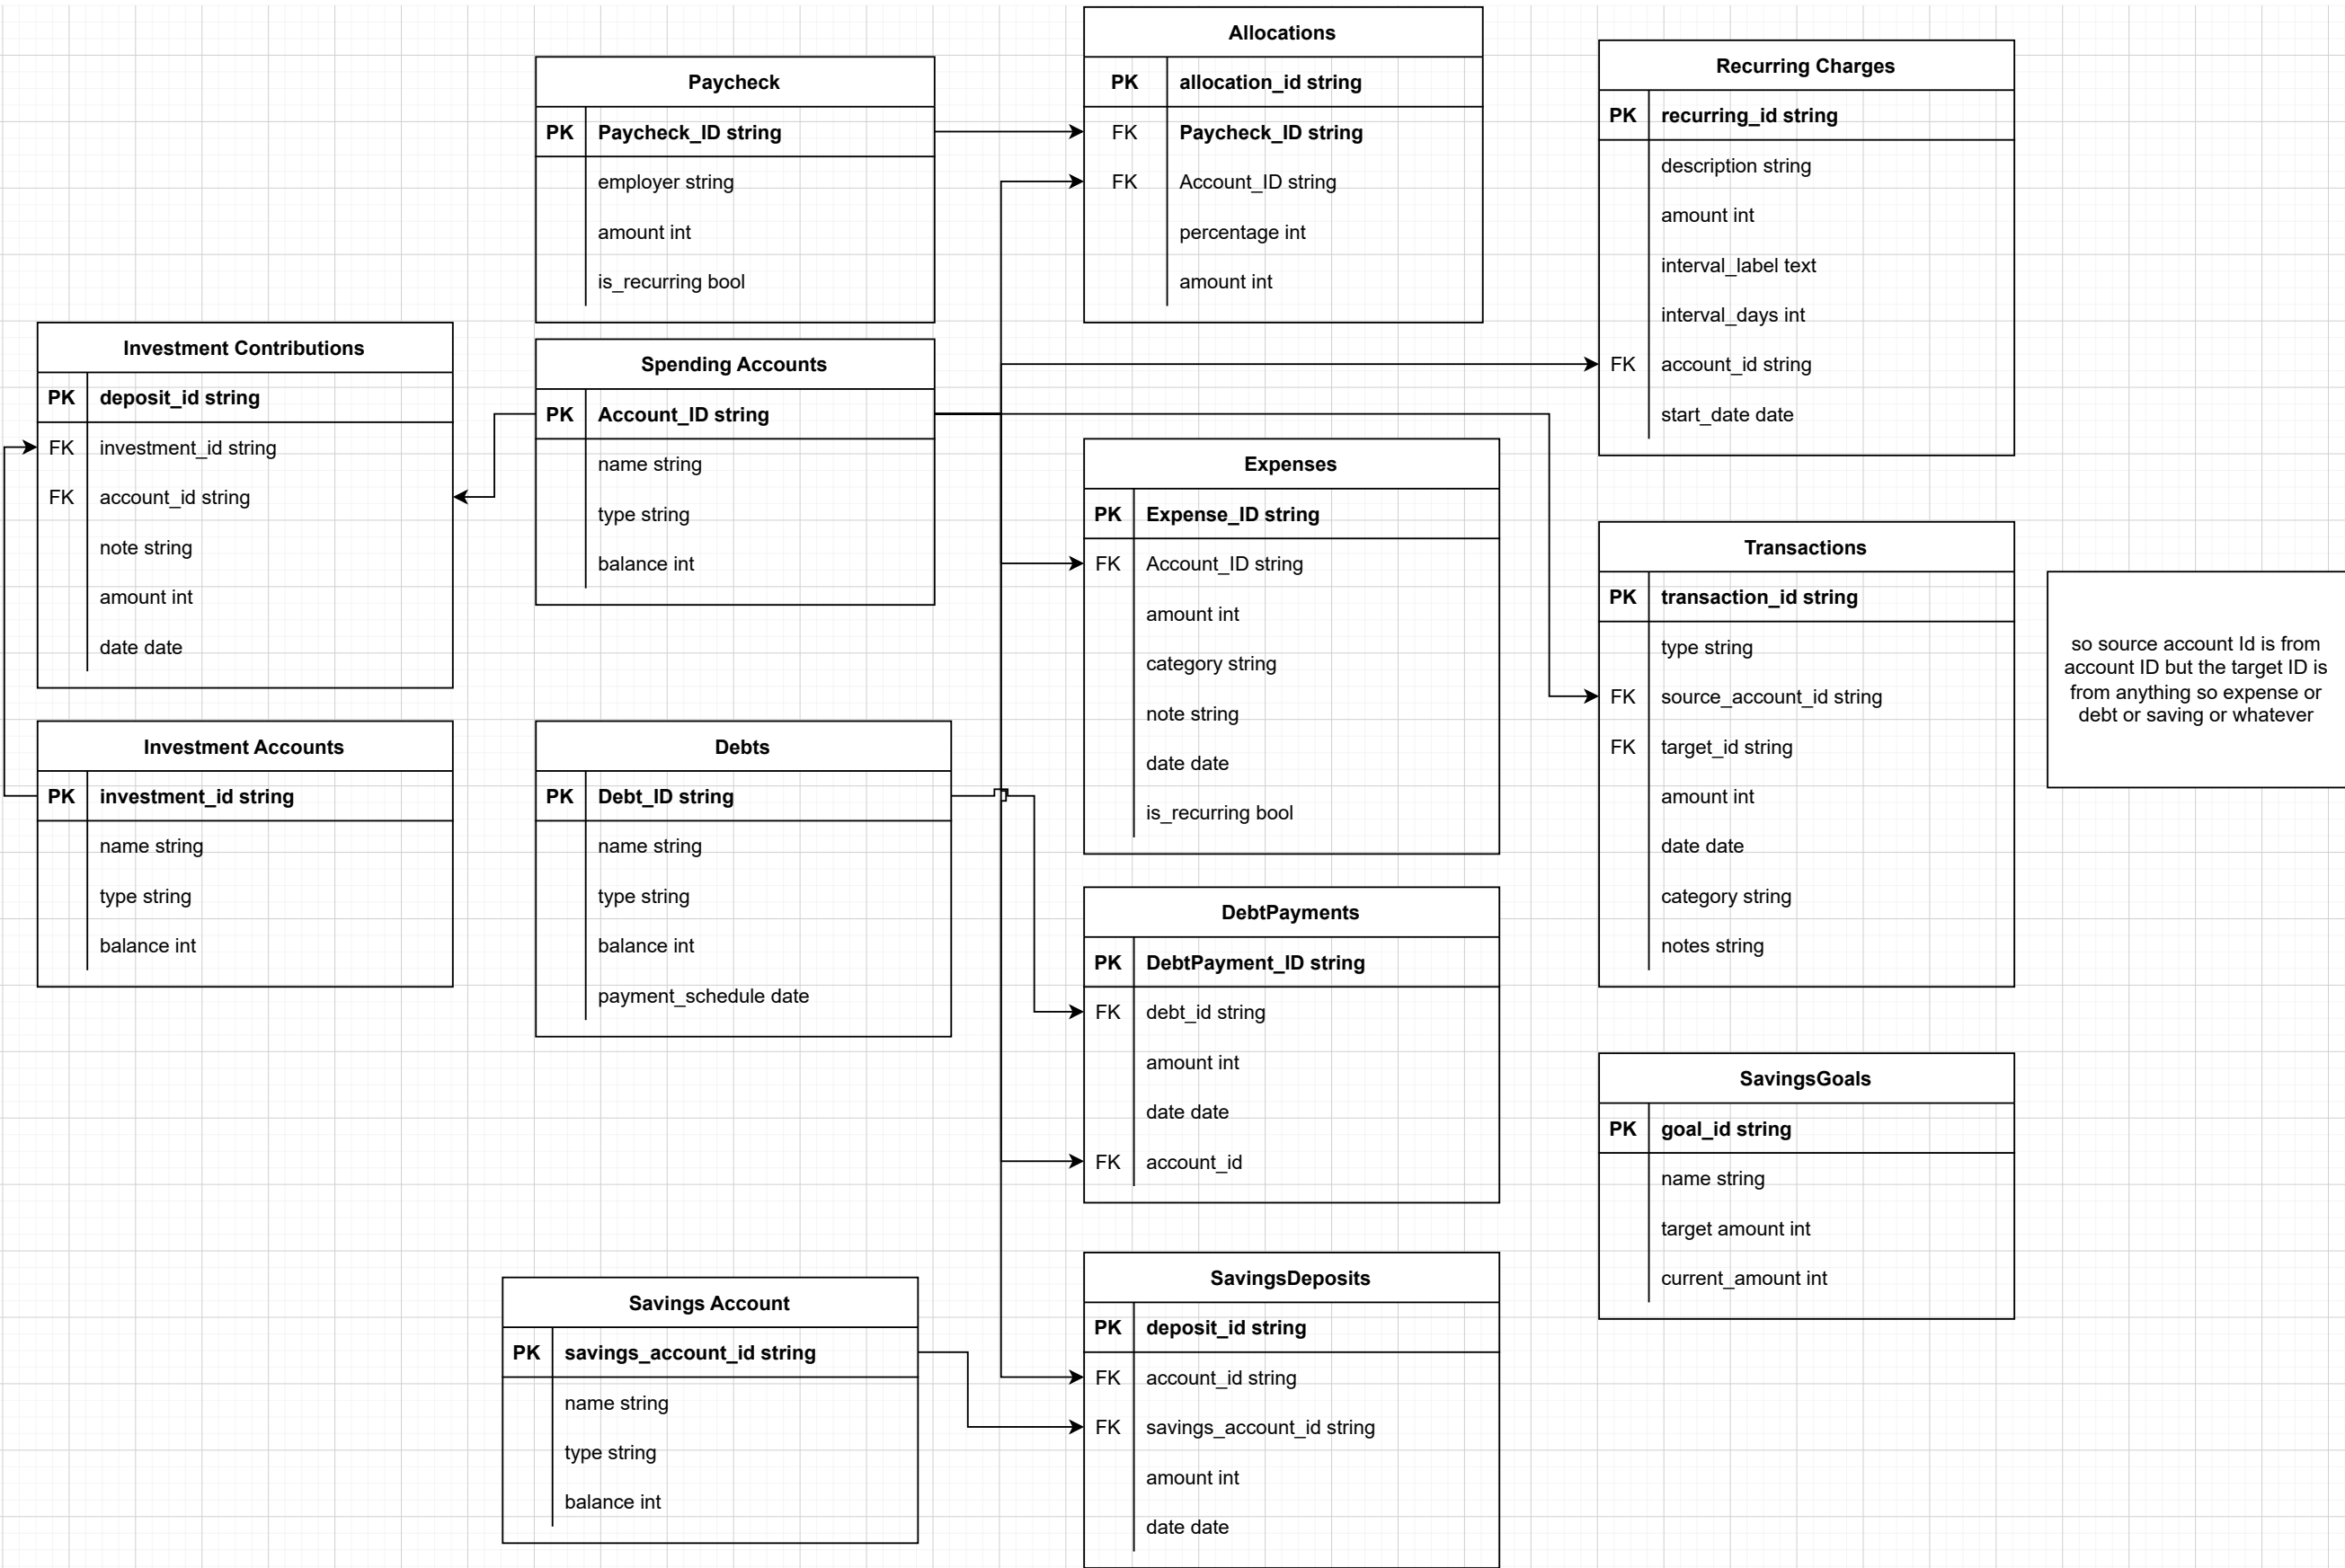 Allocations
PK allocation_id string
FK Paycheck_ID string
FK Account_ID string
percentage int
amount int
Paycheck
PK Paycheck_ID string
employer string
amount int
is_recurring bool
Recurring Charges
PK recurring_id string
description string
amount int
interval_label text
interval_days int
FK account_id string
start_date date
Investment Contributions
PK deposit_id string
FK investment_id string
FK account_id string
note string
amount int
date date
Spending Accounts
PK Account_ID string
name string
type string
balance int
Expenses
PK Expense_ID string
FK Account_ID string
amount int
category string
note string
date date
is_recurring bool
Transactions
PK transaction_id string
type string
FK source_account_id string
FK target_id string
amount int
date date
category string
notes string
so source account Id is from
account ID but the target ID is
from anything so expense or
debt or saving or whatever
Investment Accounts
PK investment_id string
name string
type string
balance int
Debts
PK Debt_ID string
name string
type string
balance int
payment_schedule date
DebtPayments
PK DebtPayment_ID string
FK debt_id string
amount int
date date
FK account_id
SavingsGoals
PK goal_id string
name string
target amount int
current_amount int
Savings Account
PK savings_account_id string
name string
type string
balance int
SavingsDeposits
PK deposit_id string
FK account_id string
FK savings_account_id string
amount int
date date